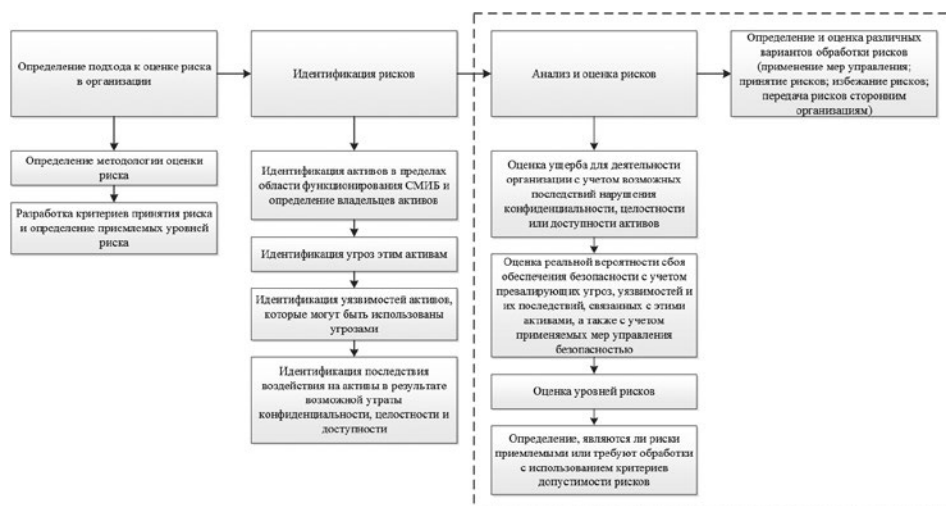 Определение подхода к оценке риска
в организации
Определение методологии оценки
риска
Разработка критериев принятия риска
и определение приемлемых уровней
риска
Идентификация рисков
Идентификация активов в пределах
области функционирования СМИБ и
определение владельцев активов
Идентификация угроз этим активам
Идентификация уязвимостей активов,
которые могут быть использованы
угрозами
Идентификация последствия
воздействия на активы в результате
возможной утраты
конфиденциальности, целостности и
доступности
Анализ и оценка рисков
Оценка ущерба для деятельности
организации с учетом возможных
последствий нарушения
конфиденциальности, целостности
или доступности активов
Оценка реальной вероятности сбоя
обеспечения безопасности с учетом
превалирующих угроз, уязвимостей и
их последствий, связанных с этими
активами, а также с учетом
применяемых мер управления
безопасностью
Оценка уровней рисков
Определение, являются ли риски
приемлемыми или требуют обработки
с использованием критериев
допустимости рисков
Определение и оценка различных
вариантов обработки рисков
(применение мер управления;
принятие рисков; избежание рисков;
передача рисков сторонним
организациям)